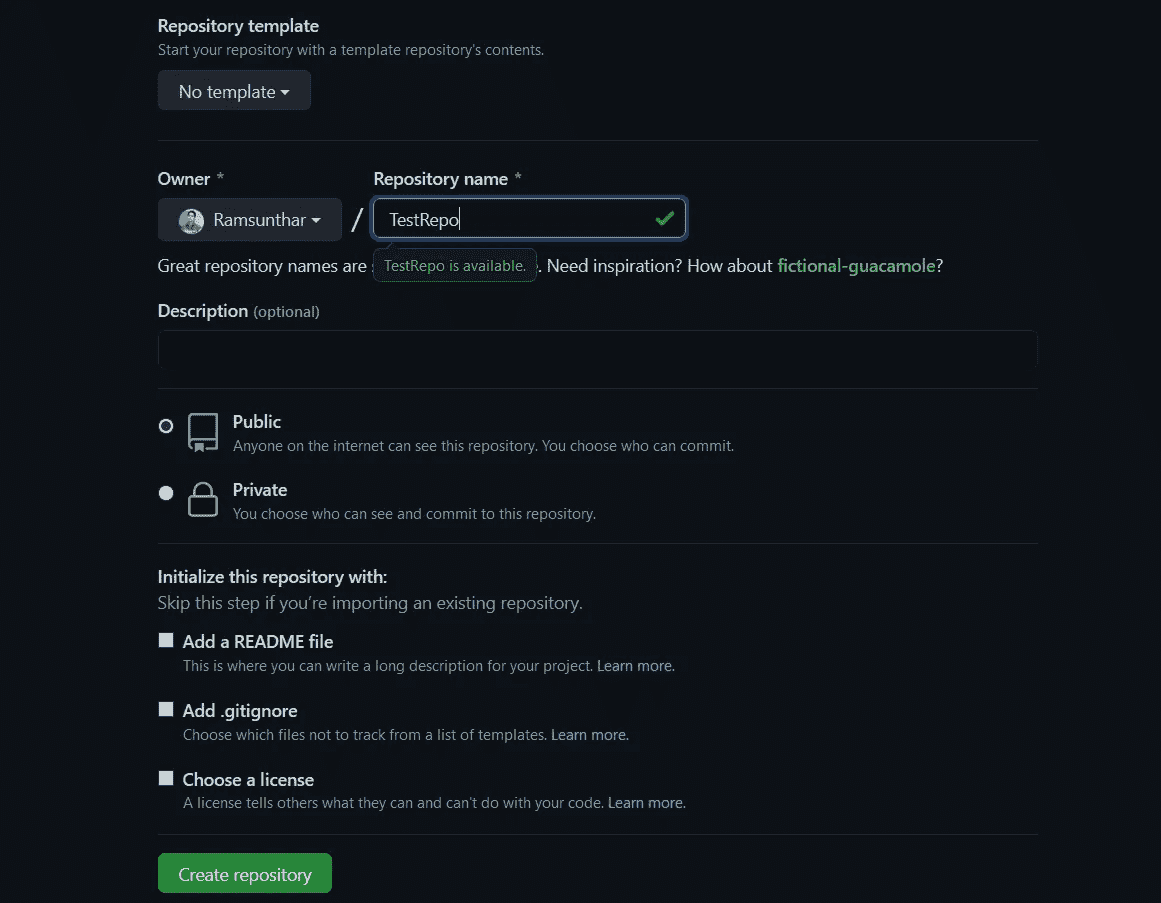 Repository template
Start your repository with a template repository's contents.
No template
Owner * Repository name *
Ramsunthar / TestRepo
Great repository names are TestRepo is available. . Need inspiration? How about fictional-guacamole?
Description (optional)
Public
Anyone on the internet can see this repository. You choose who can commit.
Private
You choose who can see and commit to this repository.
Initialize this repository with:
Skip this step if you’re importing an existing repository.
Add a README file
This is where you can write a long description for your project. Learn more.
Add .gitignore
Choose which files not to track from a list of templates. Learn more.
Choose a license
A license tells others what they can and can't do with your code. Learn more.
Create repository